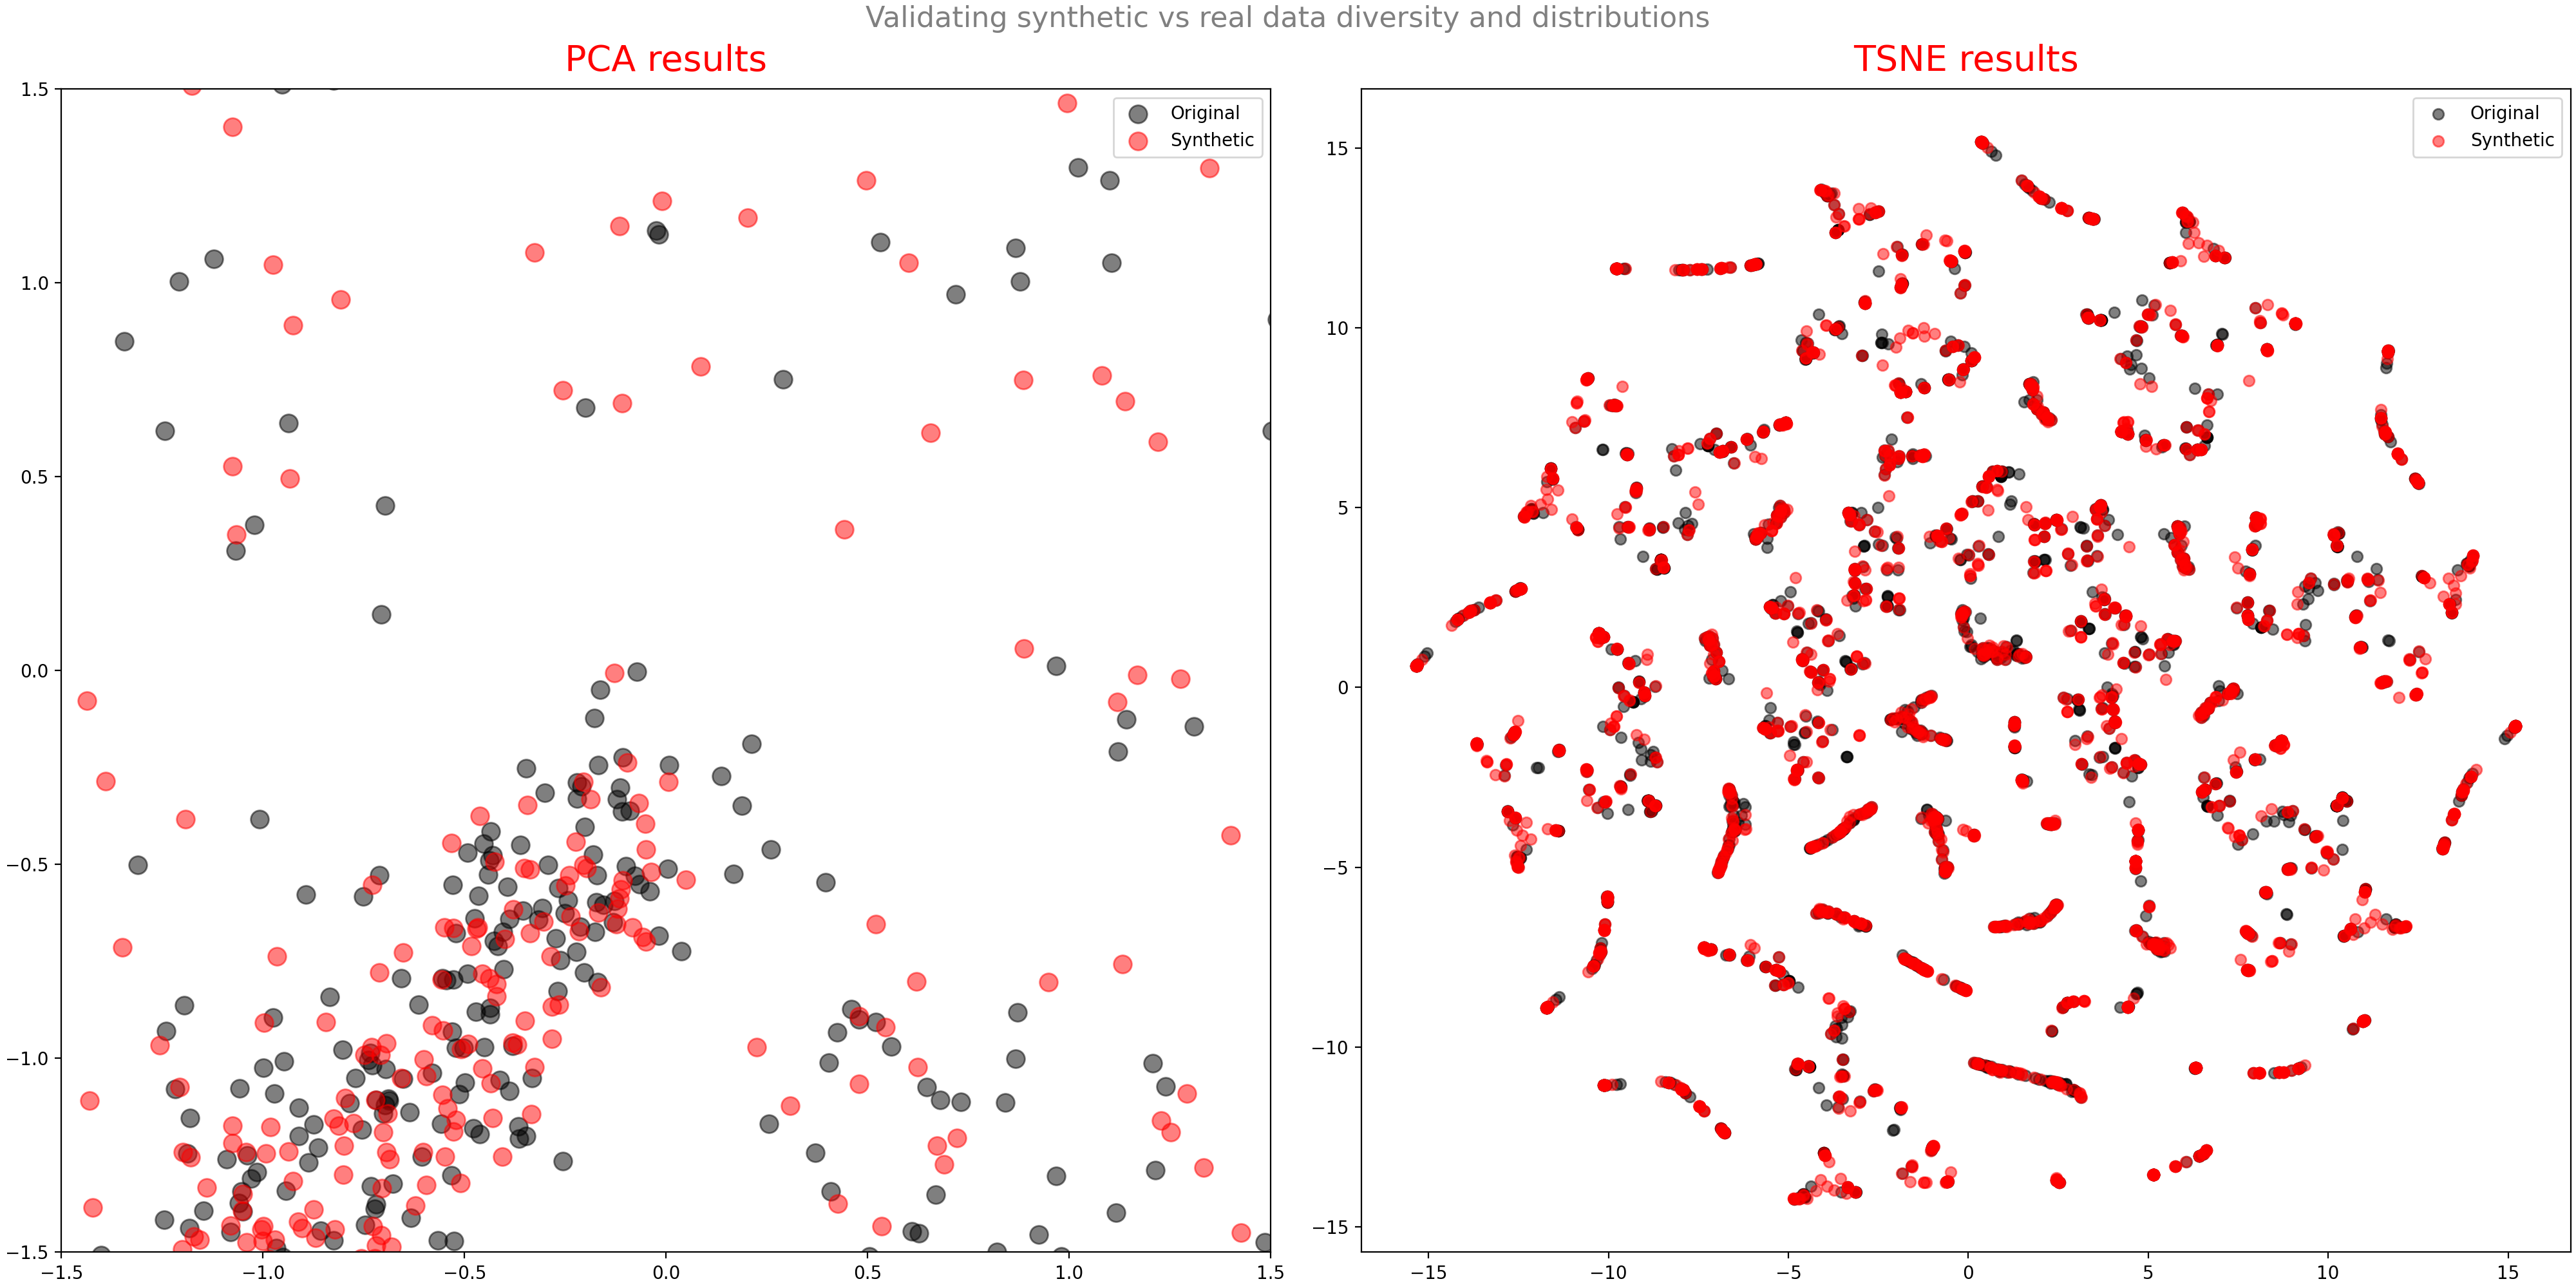 Validating synthetic vs real data diversity and distributions
PCA results
TSNE results
Original
Synthetic
Original
Synthetic
1.5
1.0
0.5
0.0
−0.5
−1.0
−1.5
−1.5 −1.0 −0.5 0.0 0.5 1.0 1.5
15
10
5
0
−5
−10
−15
−15 −10 −5 0 5 10 15